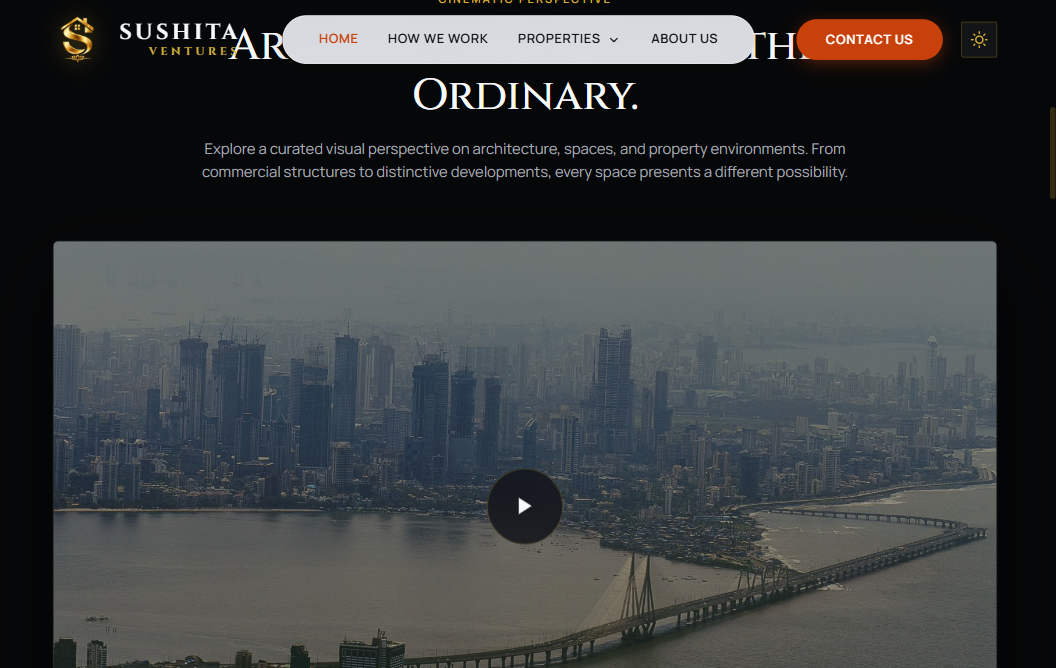 SUSHITA
VENTURES
HOME
HOW WE WORK
PROPERTIES
ABOUT US
CONTACT US
Ordinary.
Explore a curated visual perspective on architecture, spaces, and property environments. From
commercial structures to distinctive developments, every space presents a different possibility.